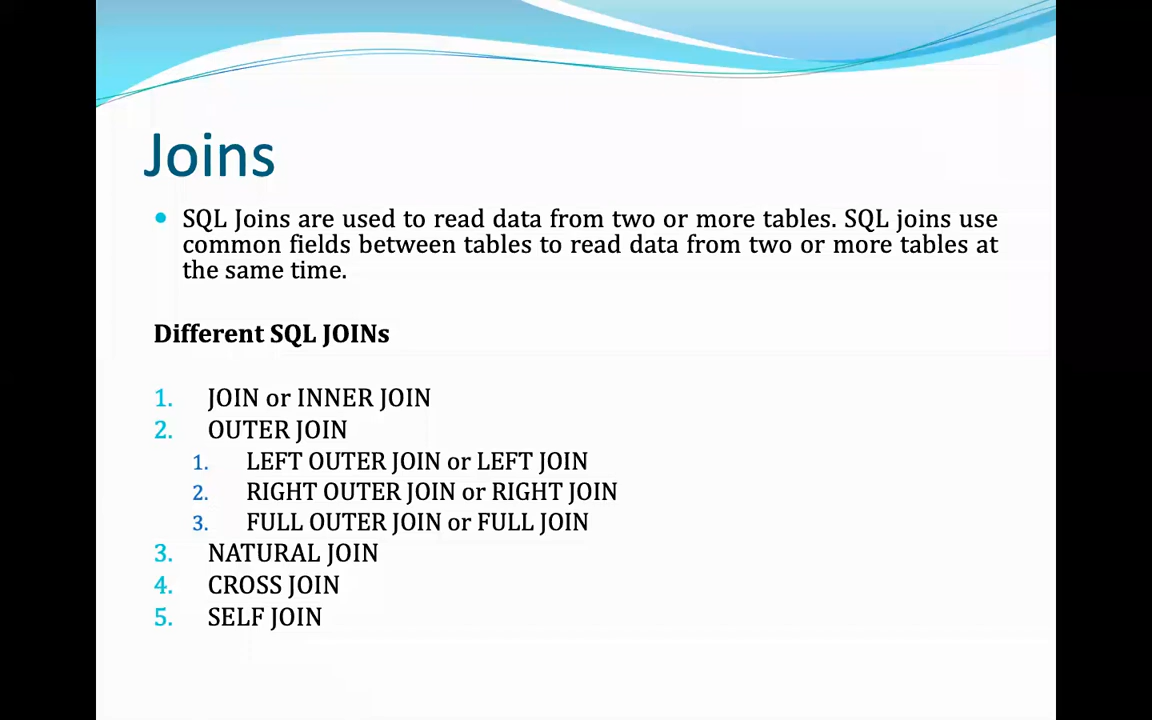 Joins
• SQL Joins are used to read data from two or more tables. SQL joins use
common fields between tables to read data from two or more tables at
the same time.
Different SQL JOINs
1. JOIN or INNER JOIN
2. OUTER JOIN
1. LEFT OUTER JOIN or LEFT JOIN
2. RIGHT OUTER JOIN or RIGHT JOIN
3. FULL OUTER JOIN or FULL JOIN
3. NATURAL JOIN
4. CROSS JOIN
5. SELF JOIN